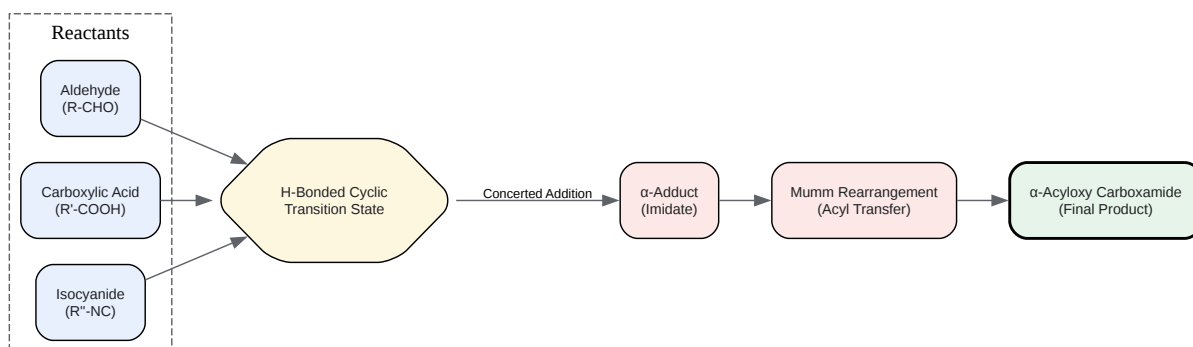 Reactants
Aldehyde
(R-CHO)
Carboxylic Acid
(R'-COOH)
Isocyanide
(R"-NC)
H-Bonded Cyclic
Transition State
Concerted Addition
α-Adduct
(Imidate)
Mumm Rearrangement
(Acyl Transfer)
α-Acyloxy Carboxamide
(Final Product)